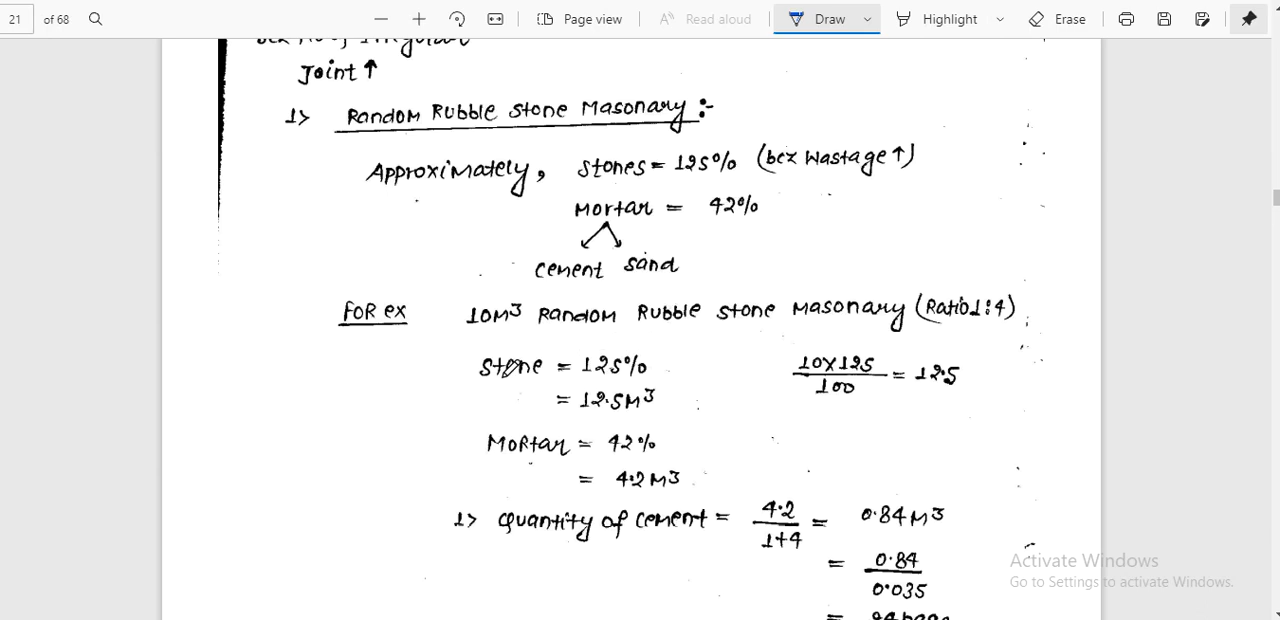 21 of 68 Page view Read aloud Draw Highlight Erase
Joint ↑
1> Random Rubble Stone Masonary :-
Approximately, Stones = 125% (bcz Wastage ↑)
Mortar = 42%
Cement Sand
FOR ex 10M³ Random Rubble Stone Masonary (Ratio 1:4)
Stone = 125% 10×125/100 = 12.5
= 12.5M³
Mortar = 42%
= 4.2M³
1> Quantity of cement = 4.2/1+4 = 0.84M³
= 0.84/0.035
Activate Windows
Go to Settings to activate Windows.